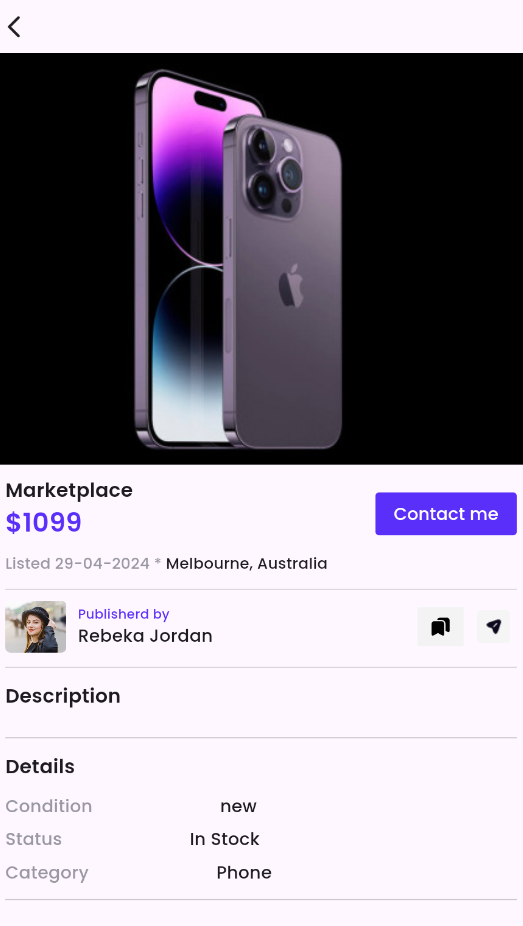 Marketplace
$1099
Contact me
Listed 29-04-2024 * Melbourne, Australia
Publisherd by
Rebeka Jordan
Description
Details
Condition new
Status In Stock
Category Phone